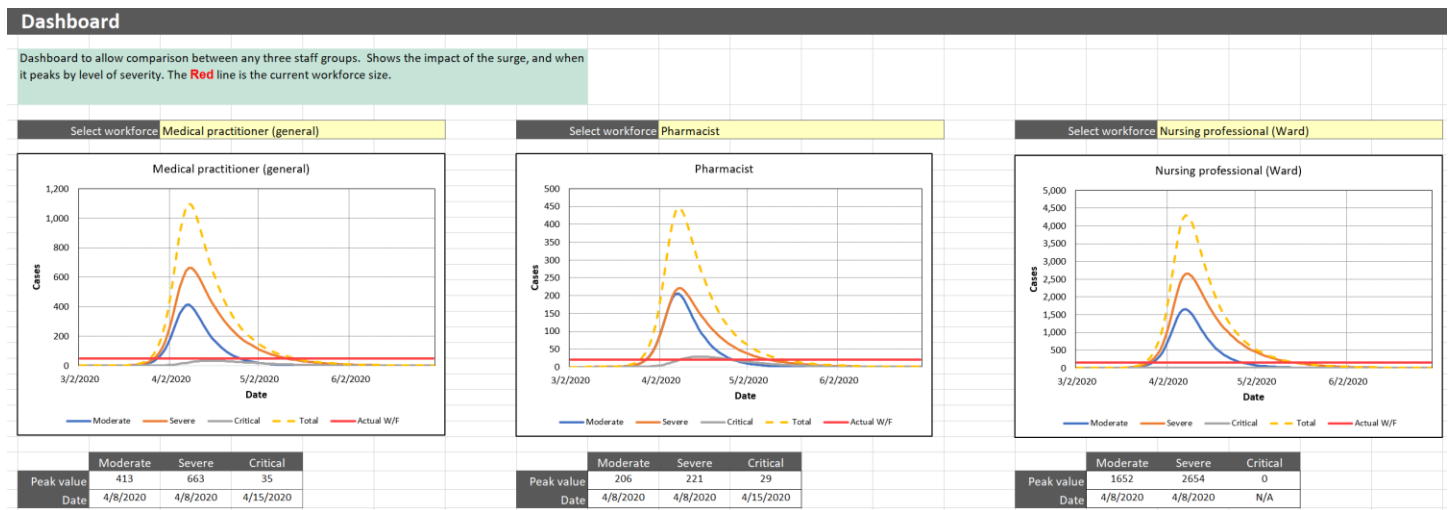 Dashboard
Dashboard to allow comparison between any three staff groups. Shows the impact of the surge, and when
it peaks by level of severity. The Red line is the current workforce size.
Select workforce Medical practitioner (general)
Medical practitioner (general)
1,200
1,000
800
600
400
200
0
Cases
3/2/2020 4/2/2020 5/2/2020 6/2/2020
Date
Moderate Severe Critical Total Actual W/F
Moderate Severe Critical
Peak value 413 663 35
Date 4/8/2020 4/8/2020 4/15/2020
Select workforce Pharmacist
Pharmacist
500
450
400
350
300
250
200
150
100
50
0
Cases
3/2/2020 4/2/2020 5/2/2020 6/2/2020
Date
Moderate Severe Critical Total Actual W/F
Moderate Severe Critical
Peak value 206 221 29
Date 4/8/2020 4/8/2020 4/15/2020
Select workforce Nursing professional (Ward)
Nursing professional (Ward)
5,000
4,500
4,000
3,500
3,000
2,500
2,000
1,500
1,000
500
0
Cases
3/2/2020 4/2/2020 5/2/2020 6/2/2020
Date
Moderate Severe Critical Total Actual W/F
Moderate Severe Critical
Peak value 1652 2654 0
Date 4/8/2020 4/8/2020 N/A